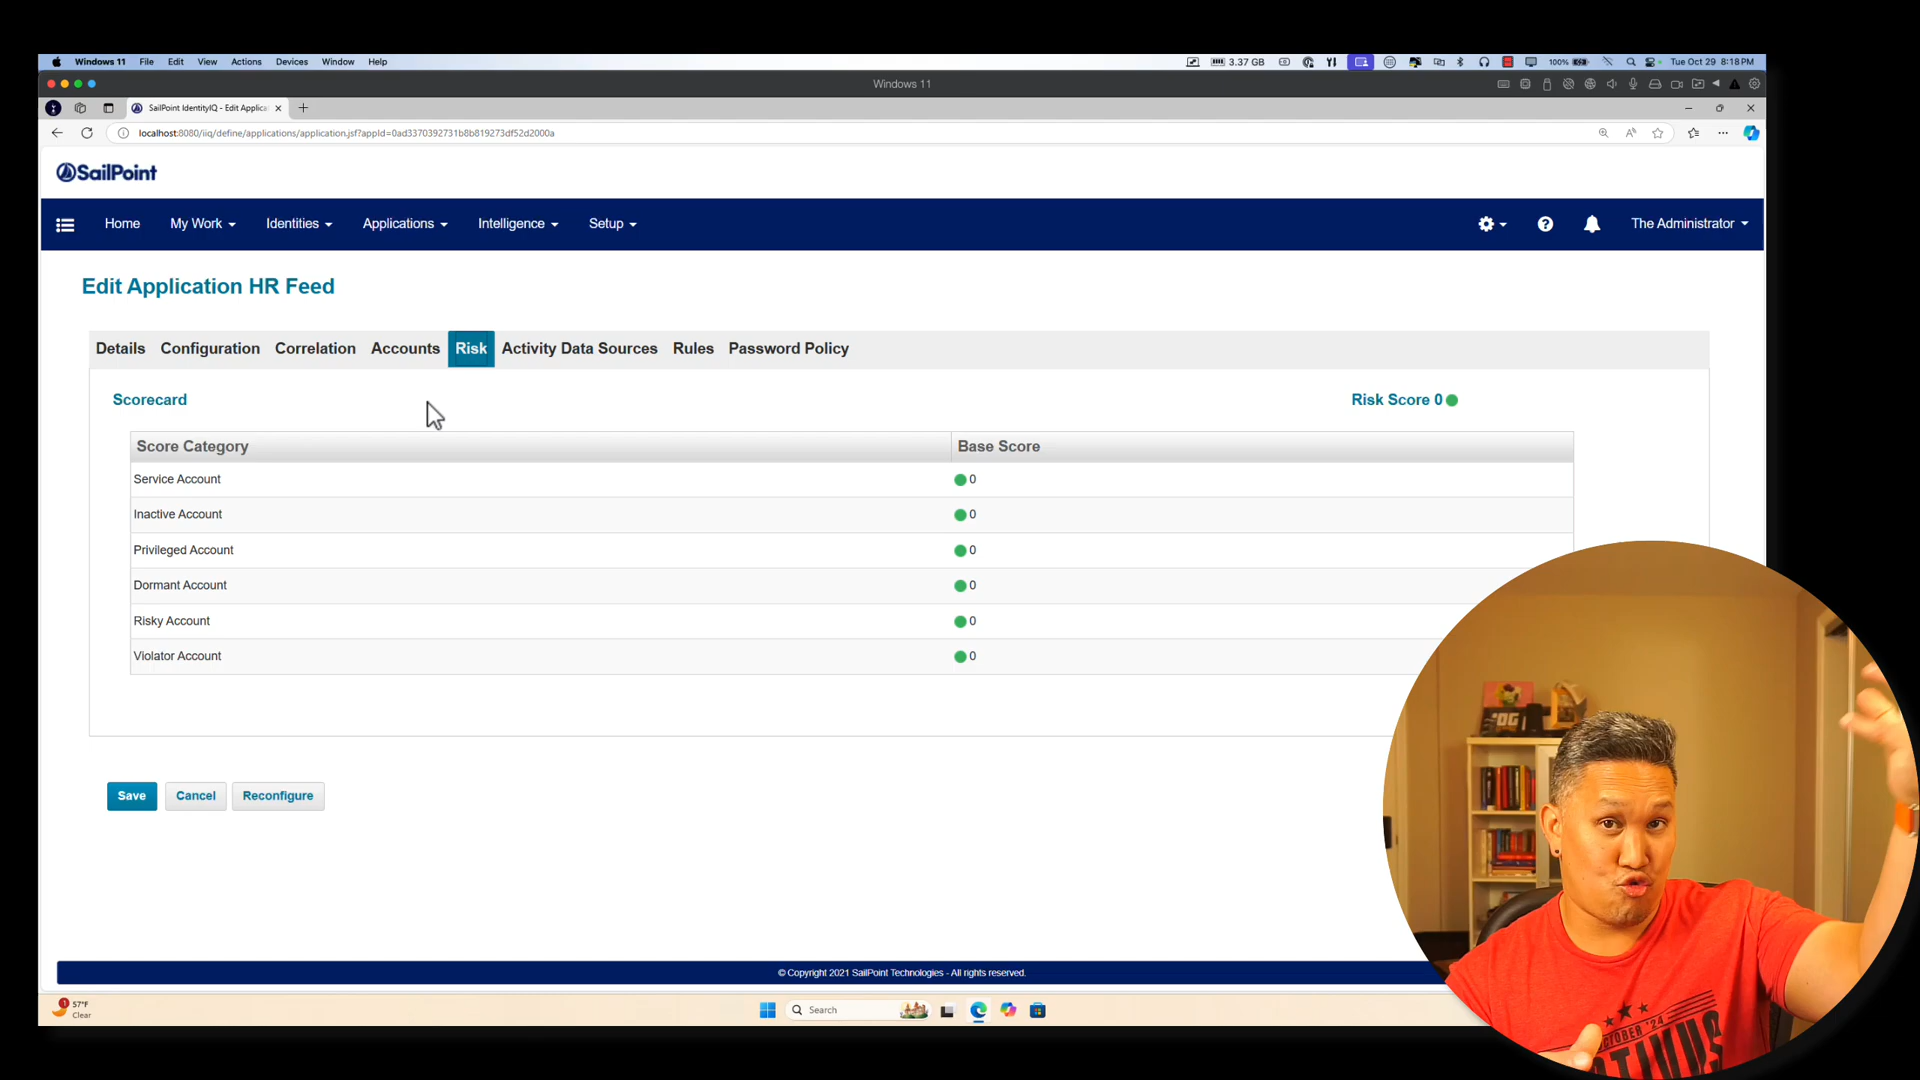 Windows 11 File Edit View Actions Devices Window Help 3.37 GB 100% Tue Oct 29 8:18PM
Windows 11
SailPoint IdentityIQ - Edit Applica
localhost:8080/iiq/define/applications/application.jsf?appId=0ad3370392731b8b819273df52d2000a
SailPoint
Home My Work Identities Applications Intelligence Setup The Administrator
Edit Application HR Feed
Details Configuration Correlation Accounts Risk Activity Data Sources Rules Password Policy
Scorecard Risk Score 0
Score Category Base Score
Service Account 0
Inactive Account 0
Privileged Account 0
Dormant Account 0
Risky Account 0
Violator Account 0
Save Cancel Reconfigure
© Copyright 2021 SailPoint Technologies - All rights reserved.
1 57°F
Clear
Search
OCTOBER '24